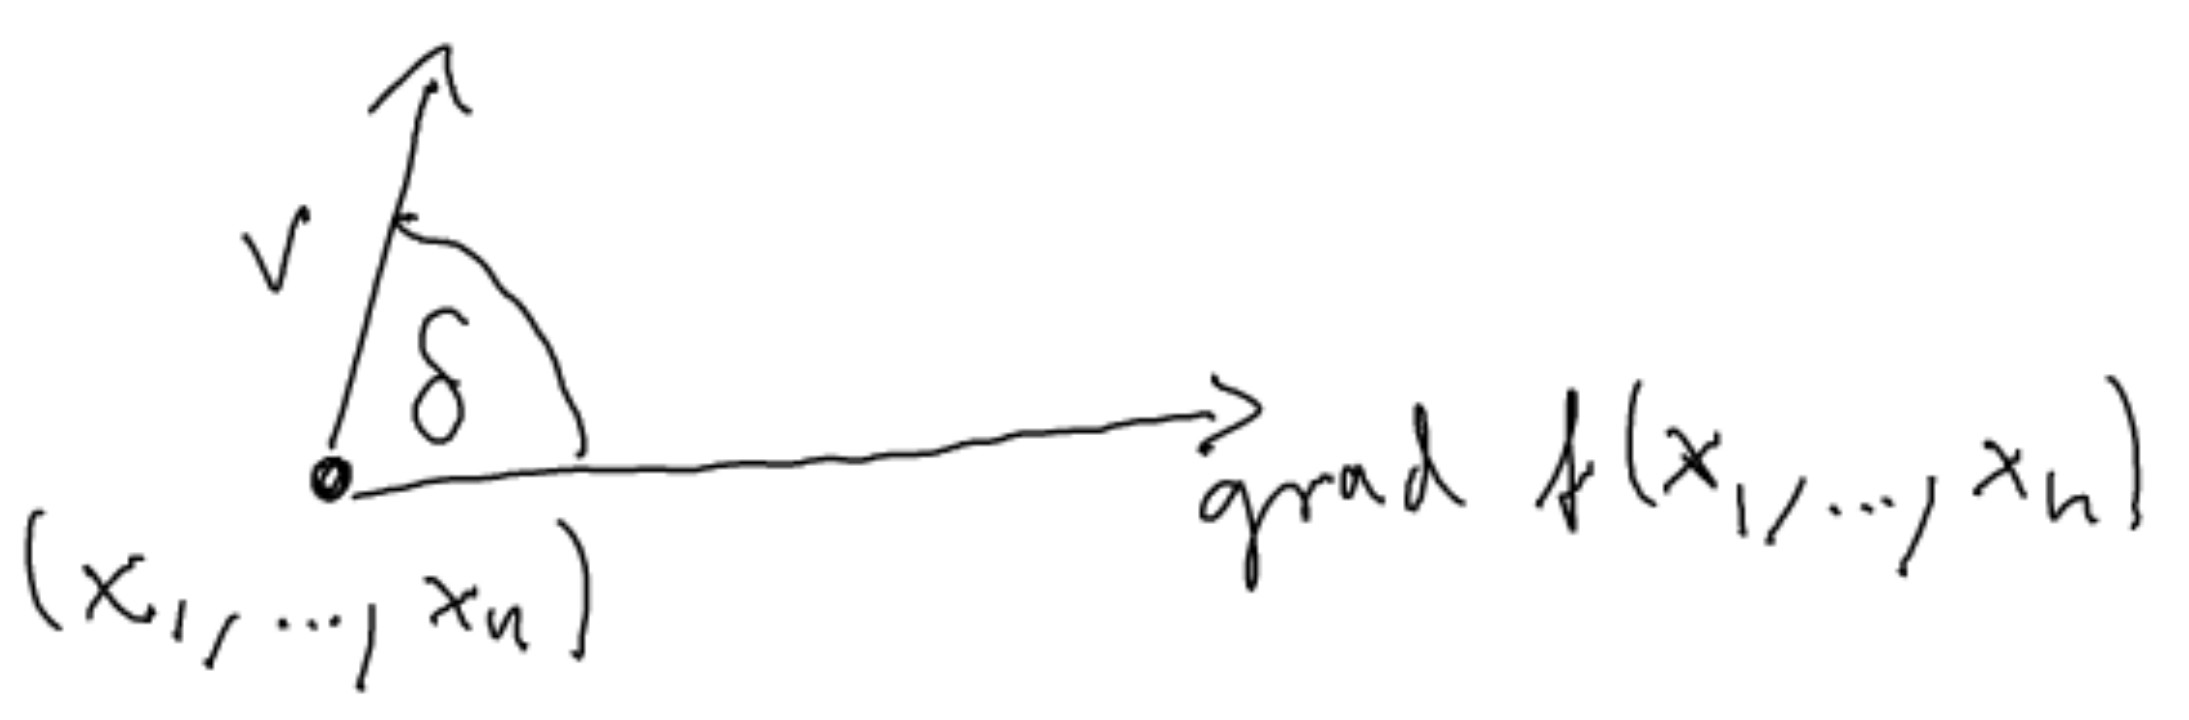 v
δ
grad f(x₁, ..., xₙ)
(x₁, ..., xₙ)